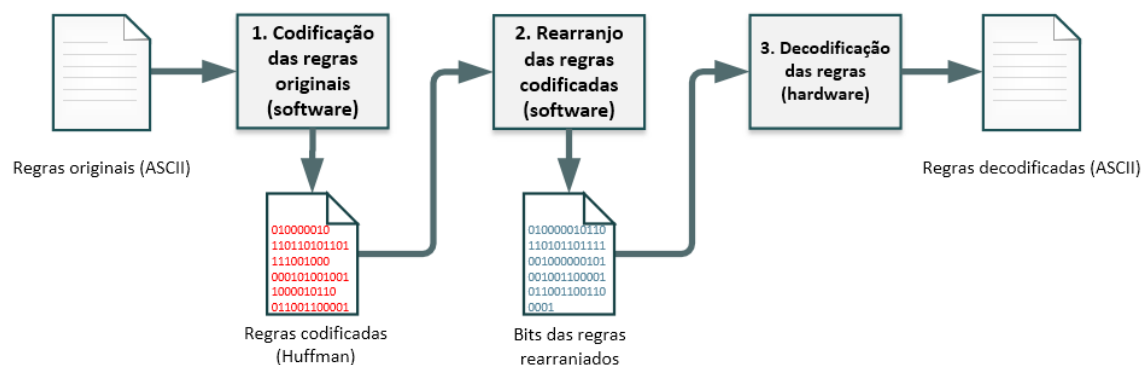 1. Codificação
das regras
originais
(software)
2. Rearranjo
das regras
codificadas
(software)
3. Decodificação
das regras
(hardware)
Regras originais (ASCII)
Regras decodificadas (ASCII)
010000010
110110101101
111001000
000101001001
1000010110
011001100001
010000010110
110101101111
001000000101
001001100001
011001100110
0001
Regras codificadas
(Huffman)
Bits das regras
rearranjados